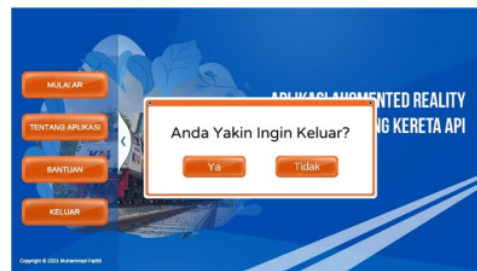 MULAI AR
TENTANG APLIKASI
BANTUAN
KELUAR
APLIKASI AUGMENTED REALITY
NG KERETA API
Anda Yakin Ingin Keluar?
Ya
Tidak
Copyright © 2021 Muhammad Fadhil